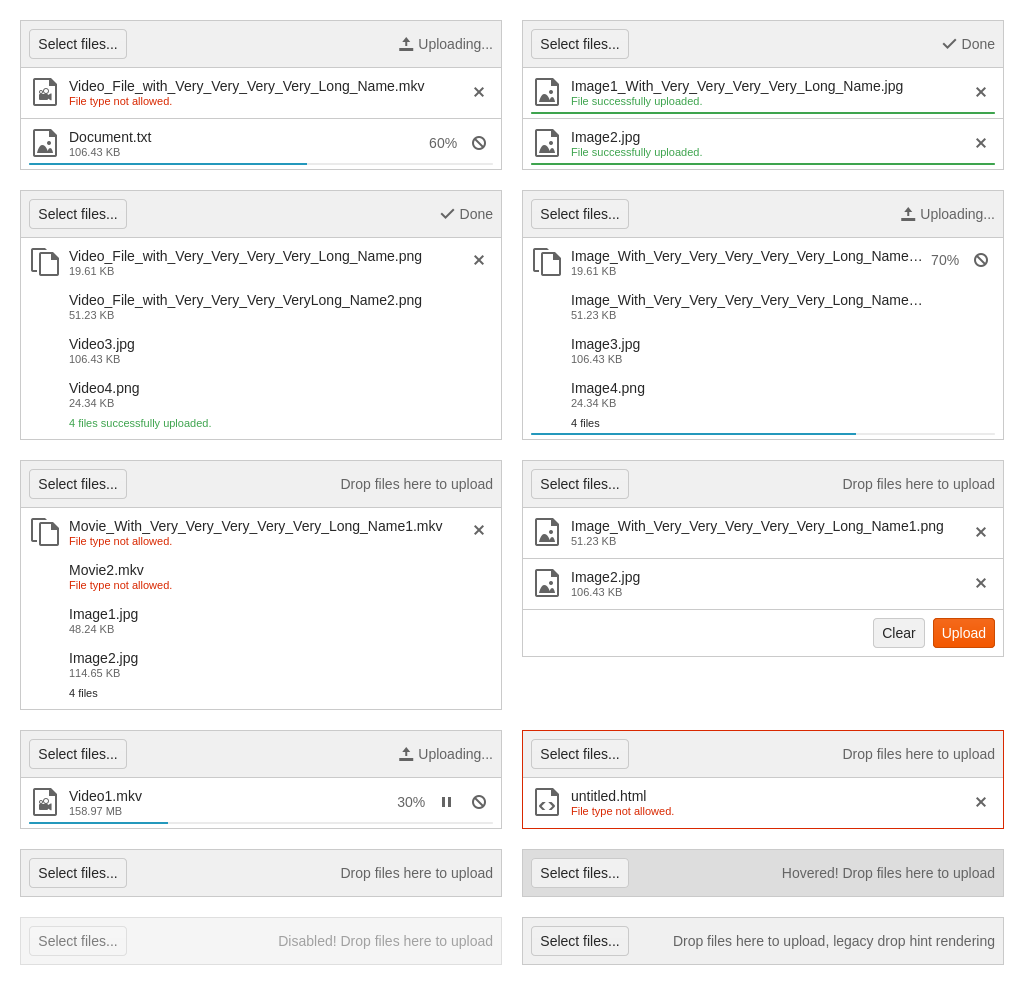 Select files...
Uploading...
Video_File_with_Very_Very_Very_Very_Long_Name.mkv
File type not allowed.
Document.txt
106.43 KB
60%
Select files...
Done
Image1_With_Very_Very_Very_Very_Long_Name.jpg
File successfully uploaded.
Image2.jpg
File successfully uploaded.
Select files...
Done
Video_File_with_Very_Very_Very_Very_Long_Name.png
19.61 KB
Video_File_with_Very_Very_Very_VeryLong_Name2.png
51.23 KB
Video3.jpg
106.43 KB
Video4.png
24.34 KB
4 files successfully uploaded.
Select files...
Uploading...
Image_With_Very_Very_Very_Very_Very_Long_Name…
19.61 KB
70%
Image_With_Very_Very_Very_Very_Very_Long_Name…
51.23 KB
Image3.jpg
106.43 KB
Image4.png
24.34 KB
4 files
Select files...
Drop files here to upload
Movie_With_Very_Very_Very_Very_Very_Long_Name1.mkv
File type not allowed.
Movie2.mkv
File type not allowed.
Image1.jpg
48.24 KB
Image2.jpg
114.65 KB
4 files
Select files...
Drop files here to upload
Image_With_Very_Very_Very_Very_Very_Long_Name1.png
51.23 KB
Image2.jpg
106.43 KB
Clear
Upload
Select files...
Uploading...
Video1.mkv
158.97 MB
30%
Select files...
Drop files here to upload
untitled.html
File type not allowed.
Select files...
Drop files here to upload
Select files...
Hovered! Drop files here to upload
Select files...
Disabled! Drop files here to upload
Select files...
Drop files here to upload, legacy drop hint rendering